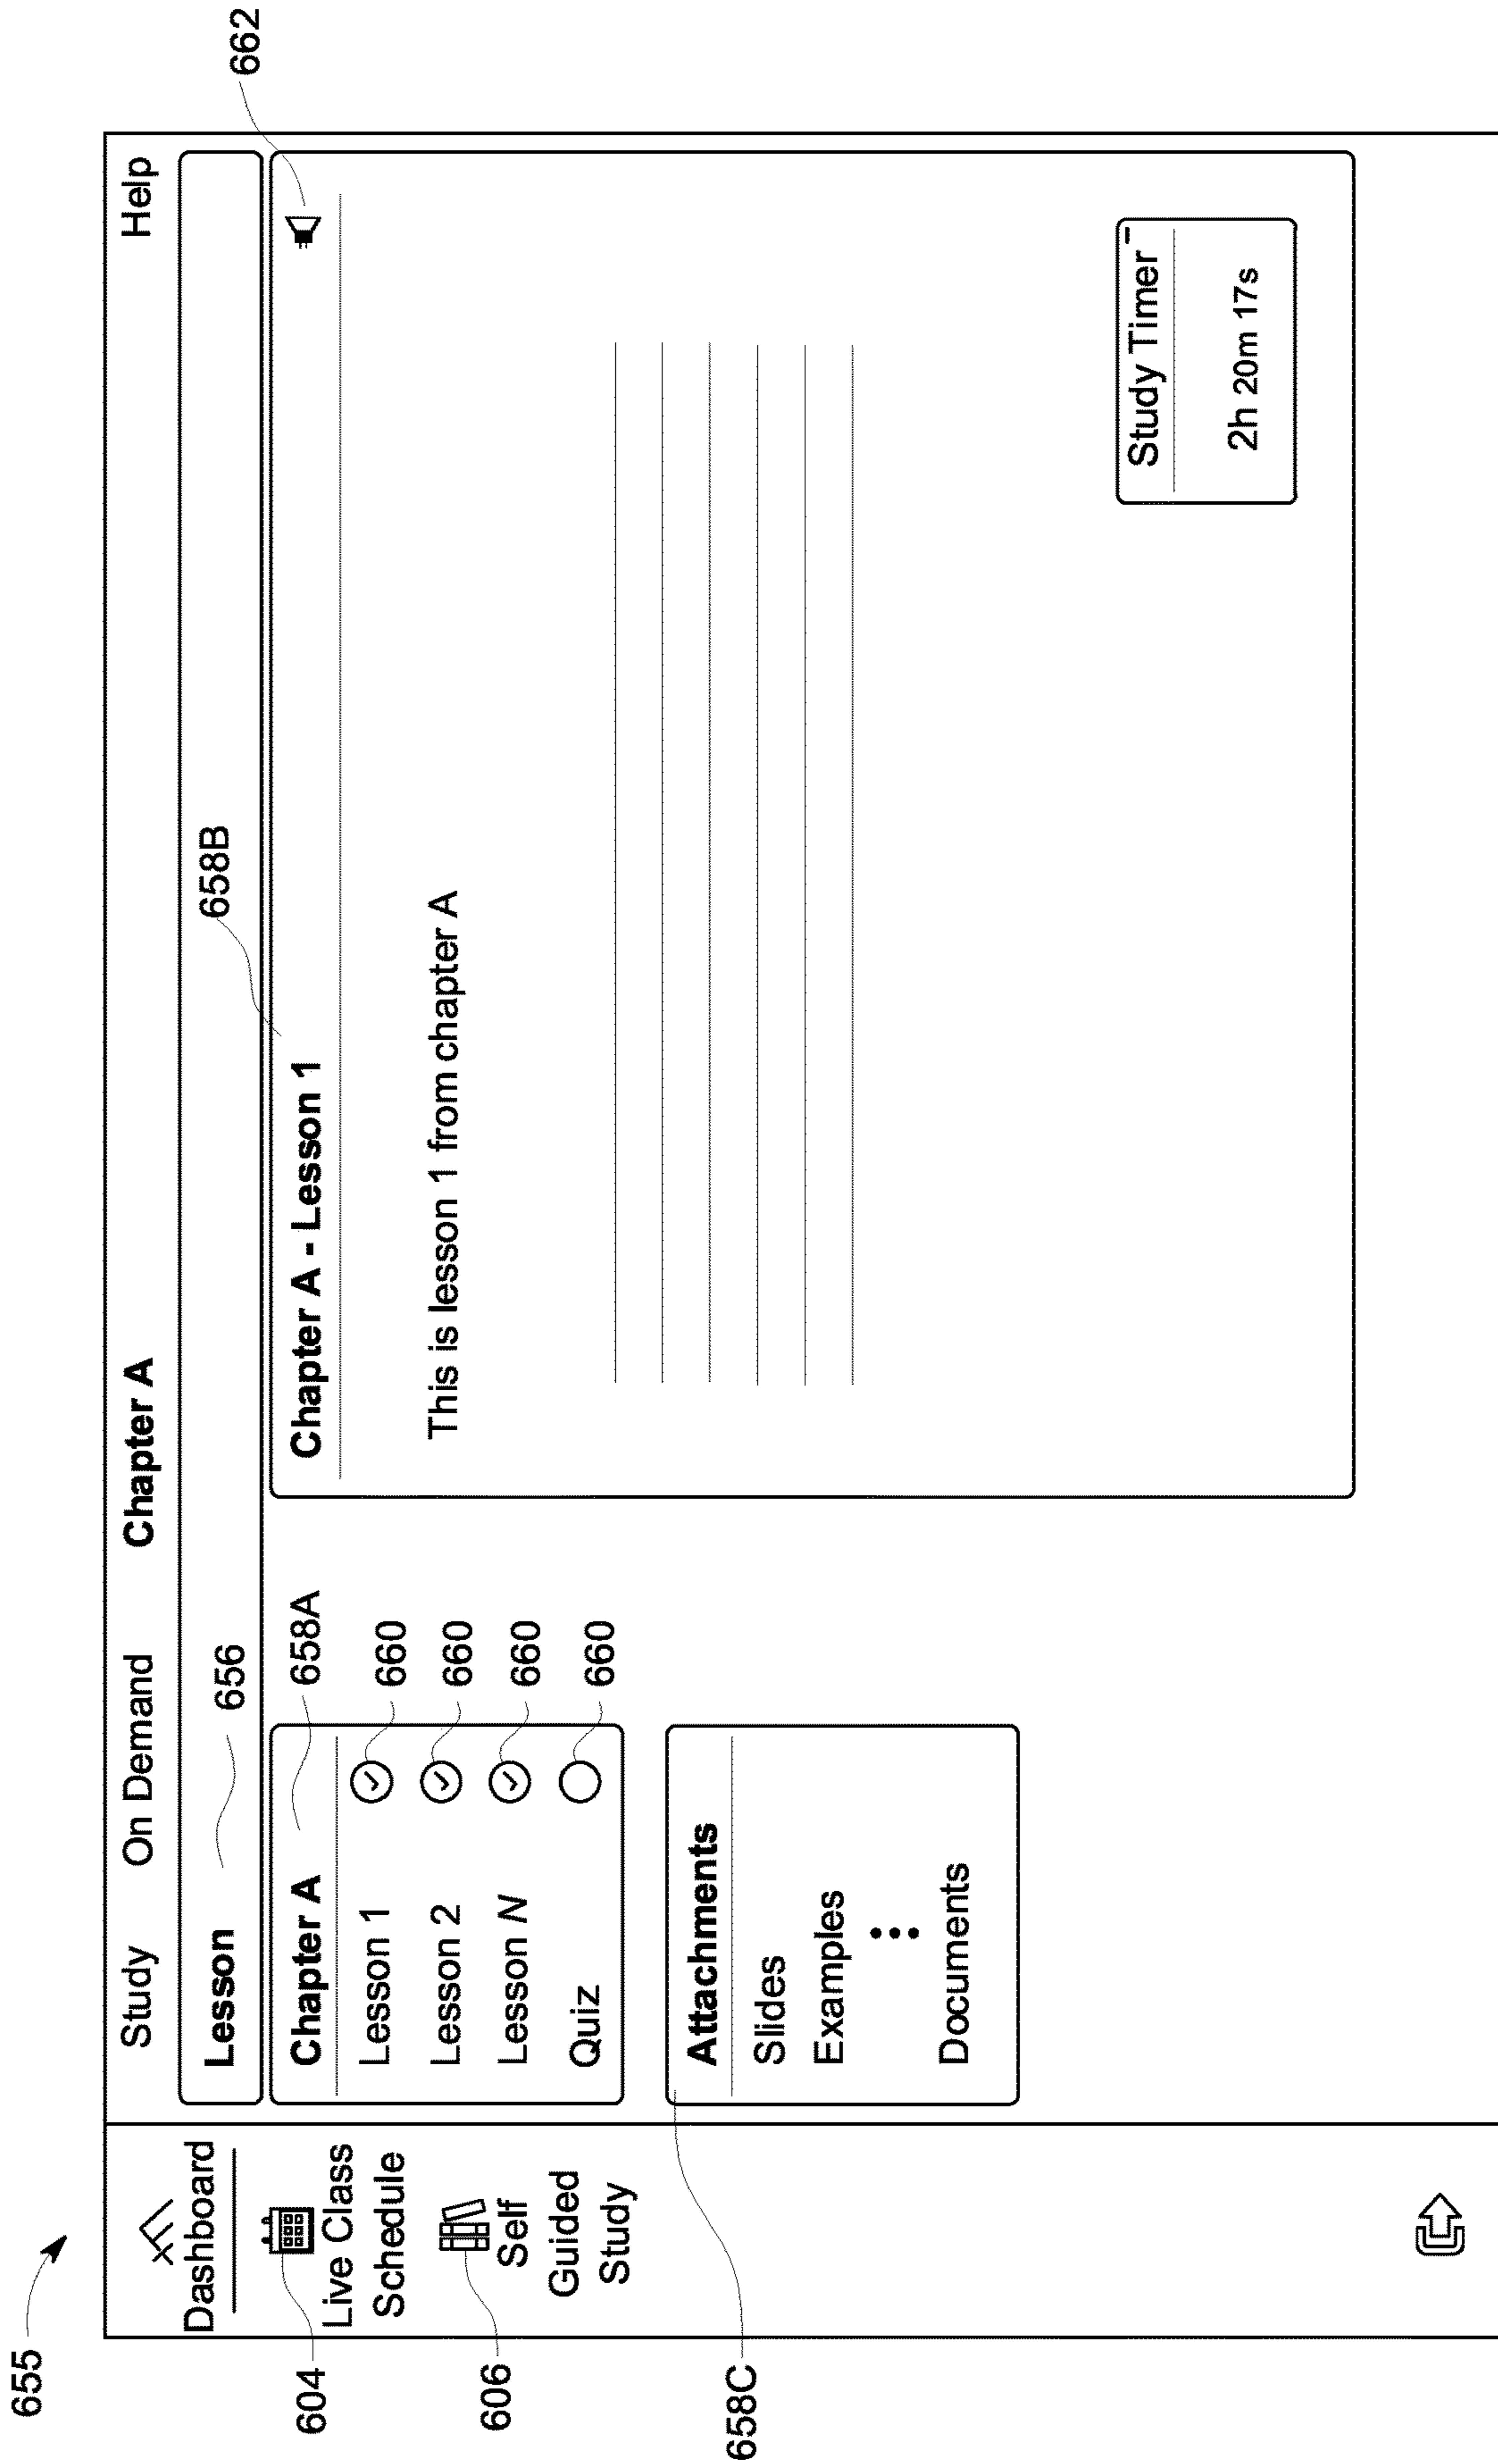 655
Study On Demand Chapter A Help
Dashboard
604
Live Class
Schedule
606
Self
Guided
Study
Lesson
656
658B
662
Chapter A
658A
Lesson 1
660
Lesson 2
660
Lesson N
660
Quiz
660
658C
Attachments
Slides
Examples
Documents
Chapter A - Lesson 1
This is lesson 1 from chapter A
Study Timer -
2h 20m 17s